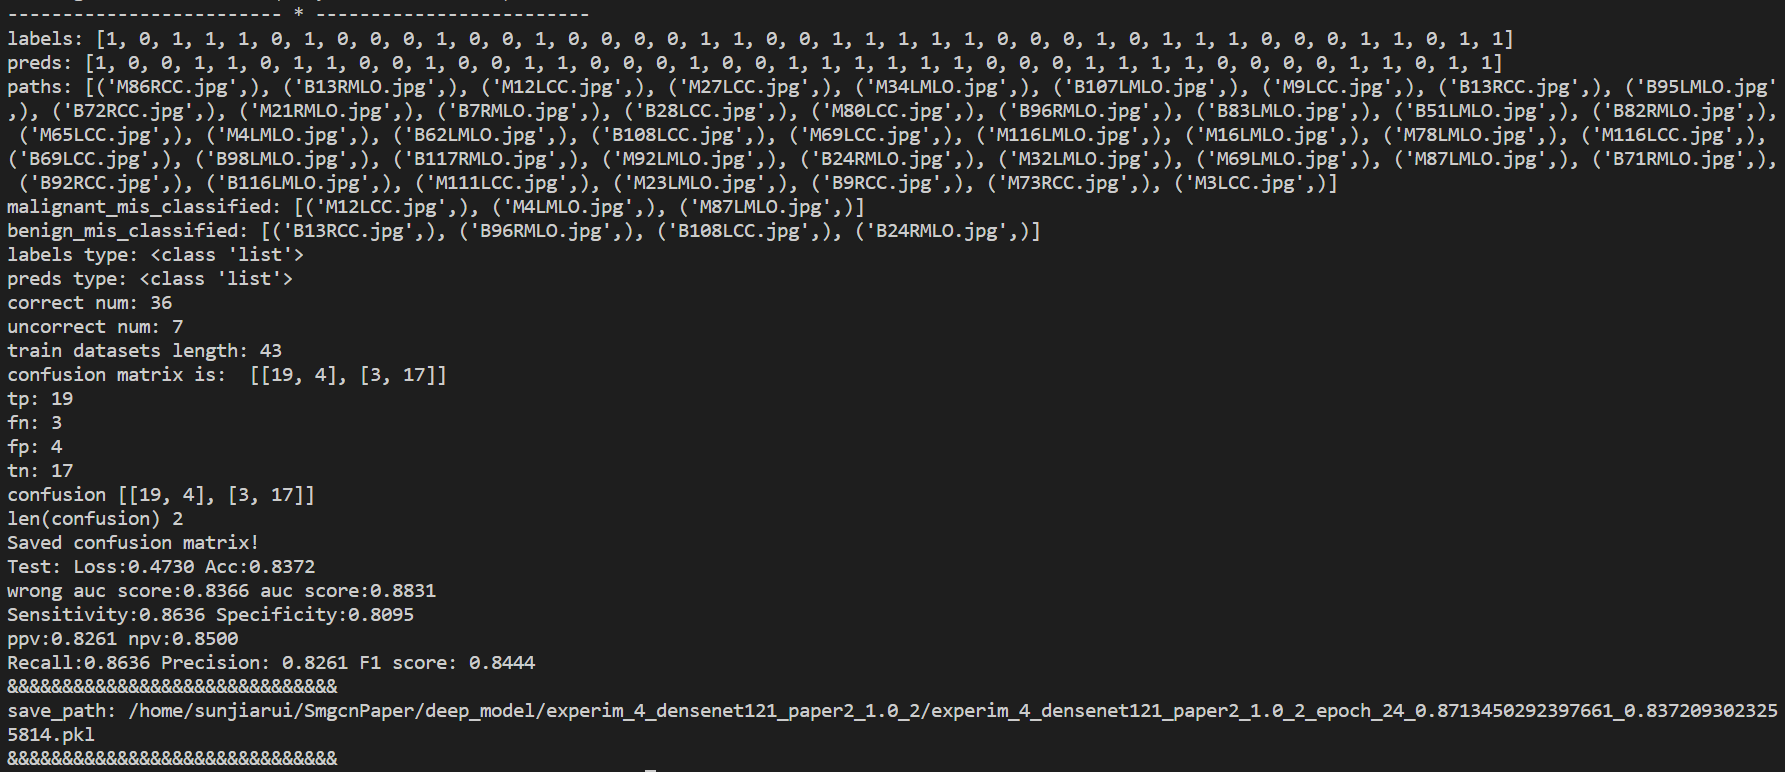 ------------------------- * -------------------------
labels: [1, 0, 1, 1, 1, 0, 1, 0, 0, 0, 1, 0, 0, 1, 0, 0, 0, 0, 1, 1, 0, 0, 1, 1, 1, 1, 1, 0, 0, 0, 1, 0, 1, 1, 1, 0, 0, 0, 1, 1, 0, 1, 1]
preds: [1, 0, 0, 1, 1, 0, 1, 1, 0, 0, 1, 0, 0, 1, 1, 0, 0, 0, 1, 0, 0, 1, 1, 1, 1, 1, 1, 0, 0, 0, 1, 1, 1, 1, 0, 0, 0, 0, 1, 1, 0, 1, 1]
paths: [('M86RCC.jpg',), ('B13RMLO.jpg',), ('M12LCC.jpg',), ('M27LCC.jpg',), ('M34LMLO.jpg',), ('B107LMLO.jpg',), ('M9LCC.jpg',), ('B13RCC.jpg',), ('B95LMLO.jpg'
,), ('B72RCC.jpg',), ('M21RMLO.jpg',), ('B7RMLO.jpg',), ('B28LCC.jpg',), ('M80LCC.jpg',), ('B96RMLO.jpg',), ('B83LMLO.jpg',), ('B51LMLO.jpg',), ('B82RMLO.jpg',),
('M65LCC.jpg',), ('M4LMLO.jpg',), ('B62LMLO.jpg',), ('B108LCC.jpg',), ('M69LCC.jpg',), ('M116LMLO.jpg',), ('M16LMLO.jpg',), ('M78LMLO.jpg',), ('M116LCC.jpg',),
('B69LCC.jpg',), ('B98LMLO.jpg',), ('B117RMLO.jpg',), ('M92LMLO.jpg',), ('B24RMLO.jpg',), ('M32LMLO.jpg',), ('M69LMLO.jpg',), ('M87LMLO.jpg',), ('B71RMLO.jpg',),
('B92RCC.jpg',), ('B116LMLO.jpg',), ('M111LCC.jpg',), ('M23LMLO.jpg',), ('B9RCC.jpg',), ('M73RCC.jpg',), ('M3LCC.jpg',)]
malignant_mis_classified: [('M12LCC.jpg',), ('M4LMLO.jpg',), ('M87LMLO.jpg',)]
benign_mis_classified: [('B13RCC.jpg',), ('B96RMLO.jpg',), ('B108LCC.jpg',), ('B24RMLO.jpg',)]
labels type: <class 'list'>
preds type: <class 'list'>
correct num: 36
uncorrect num: 7
train datasets length: 43
confusion matrix is:  [[19, 4], [3, 17]]
tp: 19
fn: 3
fp: 4
tn: 17
confusion [[19, 4], [3, 17]]
len(confusion) 2
Saved confusion matrix!
Test: Loss:0.4730 Acc:0.8372
wrong auc score:0.8366 auc score:0.8831
Sensitivity:0.8636 Specificity:0.8095
ppv:0.8261 npv:0.8500
Recall:0.8636 Precision: 0.8261 F1 score: 0.8444
&&&&&&&&&&&&&&&&&&&&&&&&&&&&&&
save_path: /home/sunjiarui/SmgcnPaper/deep_model/experim_4_densenet121_paper2_1.0_2/experim_4_densenet121_paper2_1.0_2_epoch_24_0.8713450292397661_0.837209302325
5814.pkl
&&&&&&&&&&&&&&&&&&&&&&&&&&&&&&